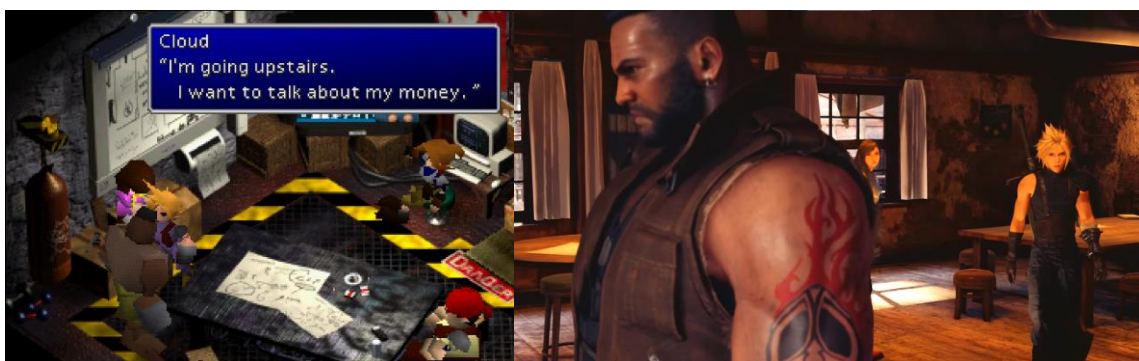 Cloud
“I'm going upstairs.
I want to talk about my money.”
DANGER